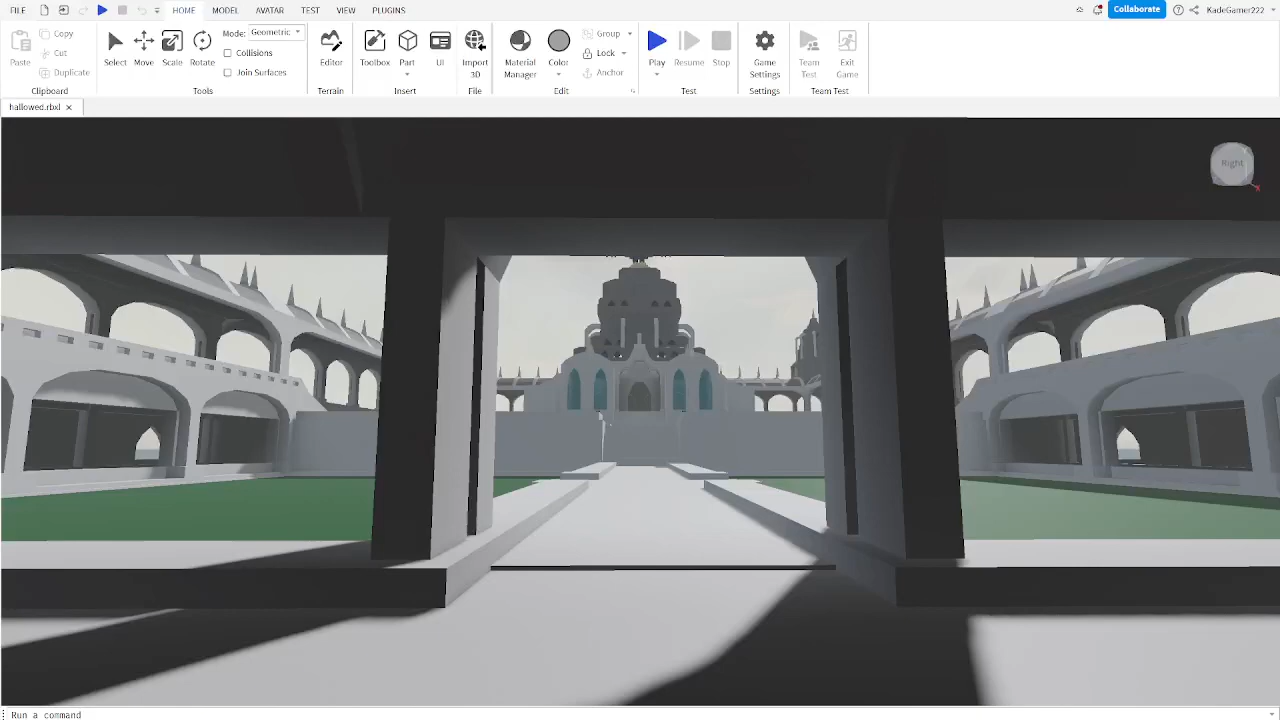 FILE HOME MODEL AVATAR TEST VIEW PLUGINS Collaborate KadeGamer222
Paste Copy Cut Duplicate Clipboard
Select Move Scale Rotate Mode: Geometric Collisions Join Surfaces Tools
Editor Terrain
Toolbox Part UI Insert
Import 3D File
Material Manager Color Group Lock Anchor Edit
Play Resume Stop Test
Game Settings Settings
Team Test Exit Game Team Test
hallowed.rbxl
Right
Run a command